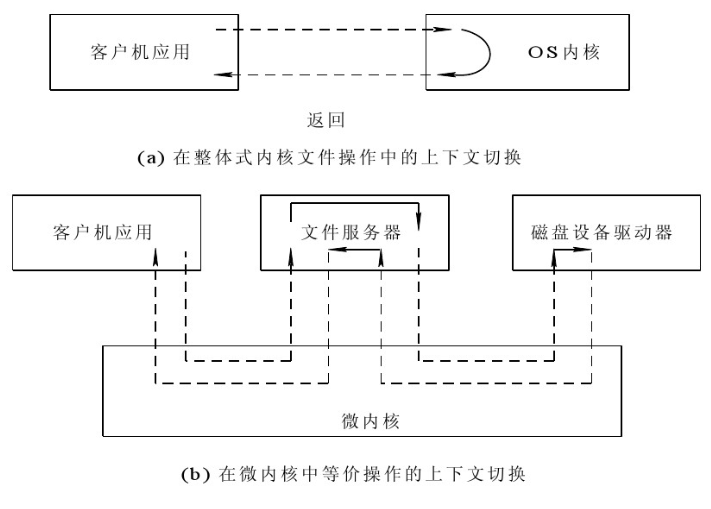 客户机应用
OS内核
返回
(a) 在整体式内核文件操作中的上下文切换
客户机应用
文件服务器
磁盘设备驱动器
微内核
(b) 在微内核中等价操作的上下文切换